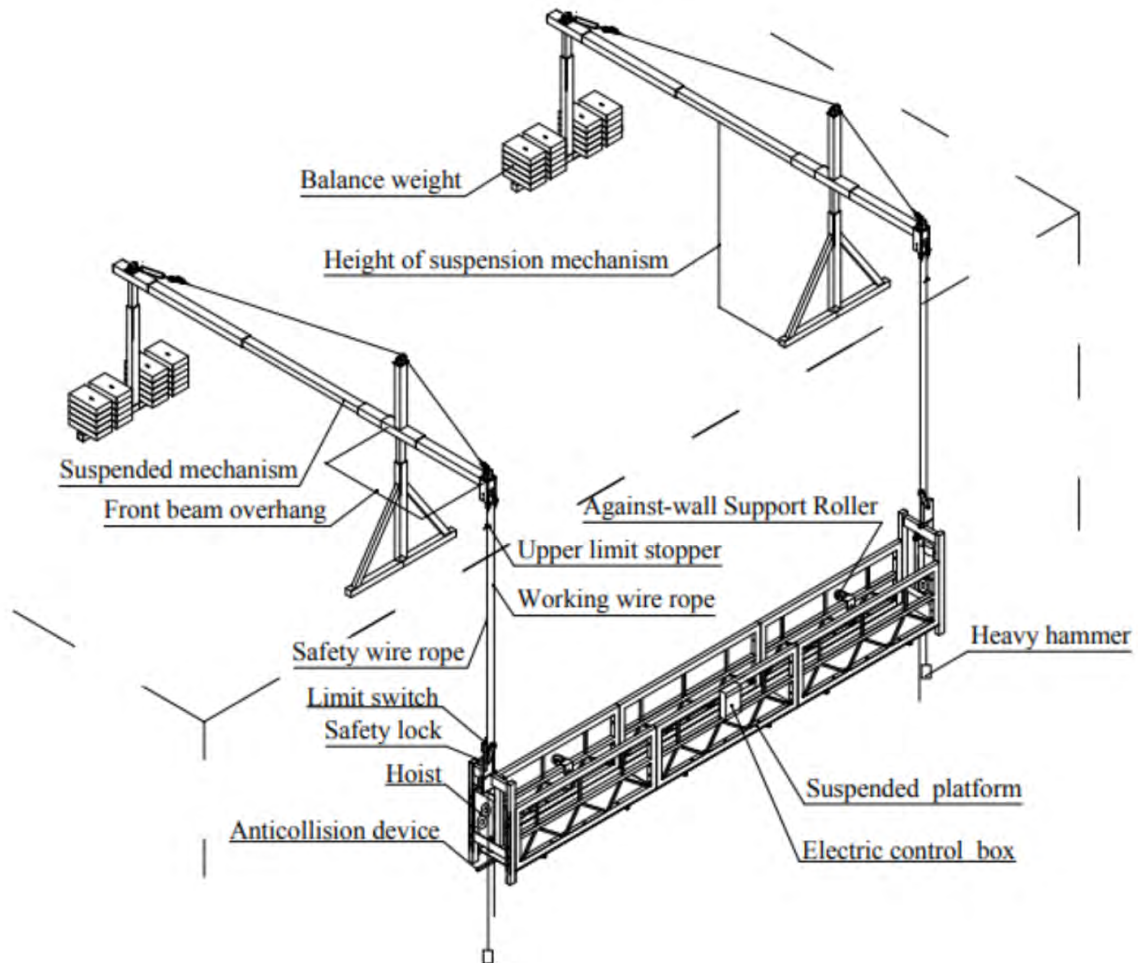 Balance weight
Height of suspension mechanism
Suspended mechanism
Front beam overhang
Against-wall Support Roller
Upper limit stopper
Working wire rope
Heavy hammer
Safety wire rope
Limit switch
Safety lock
Hoist
Suspended platform
Anticollision device
Electric control box